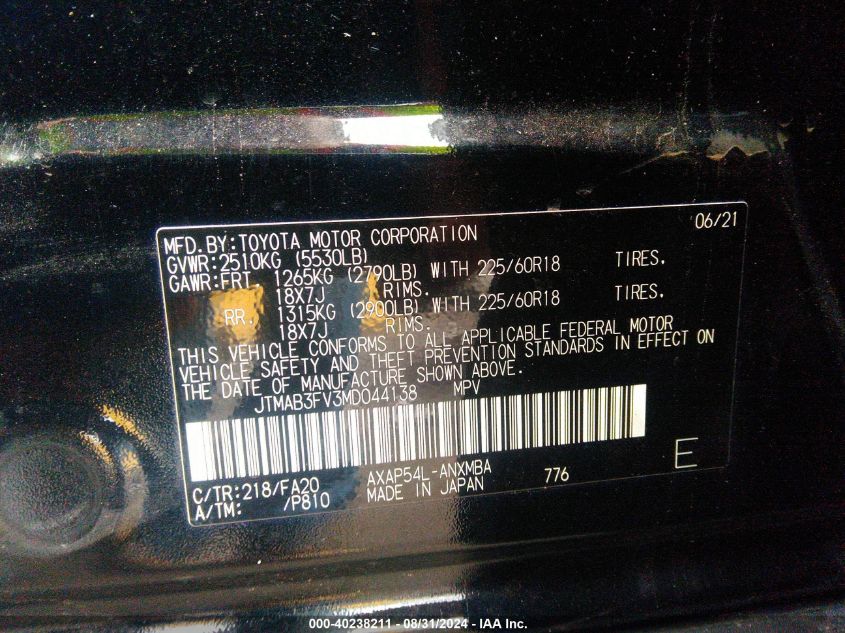 06/21
MFD.BY:TOYOTA MOTOR CORPORATION
GVWR:2510KG (5530LB)
GAWR:FRT. 1265KG (2790LB) WITH 225/60R18 TIRES.
18X7J RIMS.
RR. 1315KG (2900LB) WITH 225/60R18 TIRES.
18X7J RIMS.
THIS VEHICLE CONFORMS TO ALL APPLICABLE FEDERAL MOTOR
VEHICLE SAFETY AND THEFT PREVENTION STANDARDS IN EFFECT ON
THE DATE OF MANUFACTURE SHOWN ABOVE.
JTMAB3FV3MD044138 MPV
C/TR:218/FA20 AXAP54L-ANXMBA 776 E
A/TM: /P810 MADE IN JAPAN
000-40238211 - 08/31/2024 - IAA Inc.